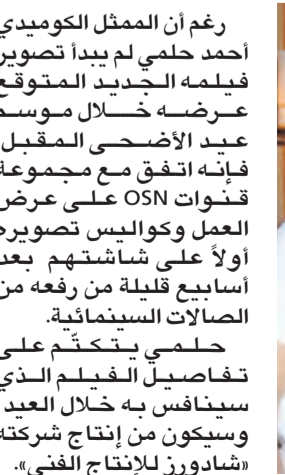 رغم أن الممثل الكوميدي
أحمد حلمي لم يبدأ تصوير
فيلمه الجديد المتوقع
عرضه خلال موسم
عيد الأضحى المقبل
فإنه اتفق مع مجموعة
قنوات OSN على عرض
العمل وكواليس تصويره
أولاً على شاشتهم بعد
أسابيع قليلة من رفعه من
الصالات السينمائية.
حلمي يتكتّم على
تفاصيل الفيلم الذي
سينافس به خلال العيد
وسيكون من إنتاج شركته
«شادورز للإنتاج الفني».